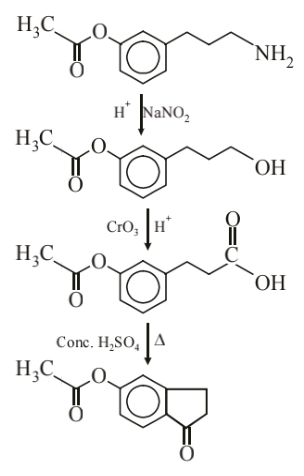 H₃C O
O NH₂
H⁺ NaNO₂
H₃C O
O OH
CrO₃ H⁺
O
H₃C O C
O OH
Conc. H₂SO₄ Δ
H₃C O
O
O